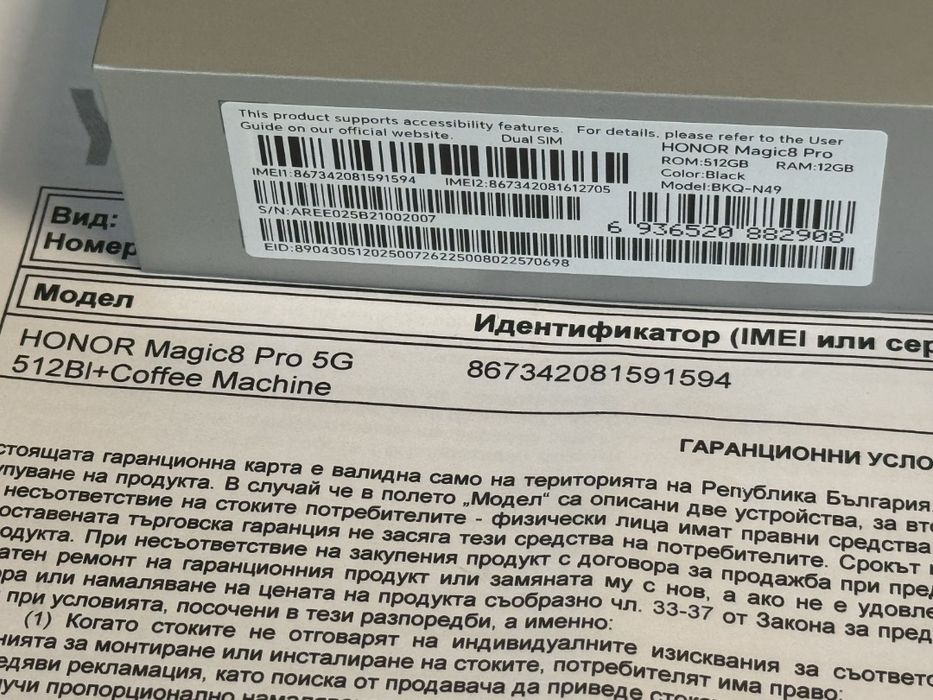 This product supports accessibility features. For details, please refer to the User
Guide on our official website.
Dual SIM
HONOR Magic8 Pro
ROM:512GB RAM:12GB
Color:Black
Model:BKQ-N49
IMEI1:867342081591594 IMEI2:867342081612705
S/N:AREE025B21002007
6 936520 882908
EID:89043051202500726225008022570698
Вид:
Номер
Модел
Идентификатор (IMEI или сер
HONOR Magic8 Pro 5G
512Bl+Coffee Machine
867342081591594
ГАРАНЦИОННИ УСЛО
стоящата гаранционна карта е валидна само на територията на Република България.
упуване на продукта. В случай че в полето „Модел“ са описани две устройства, за вто
несъответствие на стоките потребителите - физически лица имат правни средства
оставената търговска гаранция не засяга тези средства на потребителите. Срокът
одукта. При несъответствие на закупения продукт с договора за продажба при пред
атен ремонт на гаранционния продукт или замяната му с нов, а ако не е удовле
ора или намаляване на цената на продукта съобразно чл. 33-37 от Закона за пред
при условията, посочени в тези разпоредби, а именно:
(1) Когато стоките не отговарят на индивидуалните изисквания за съответс
нията за монтиране или инсталиране на стоките, потребителят има право:
едяви рекламация, като поиска от продавача да приведе стоката
учи пропорционално намаляв